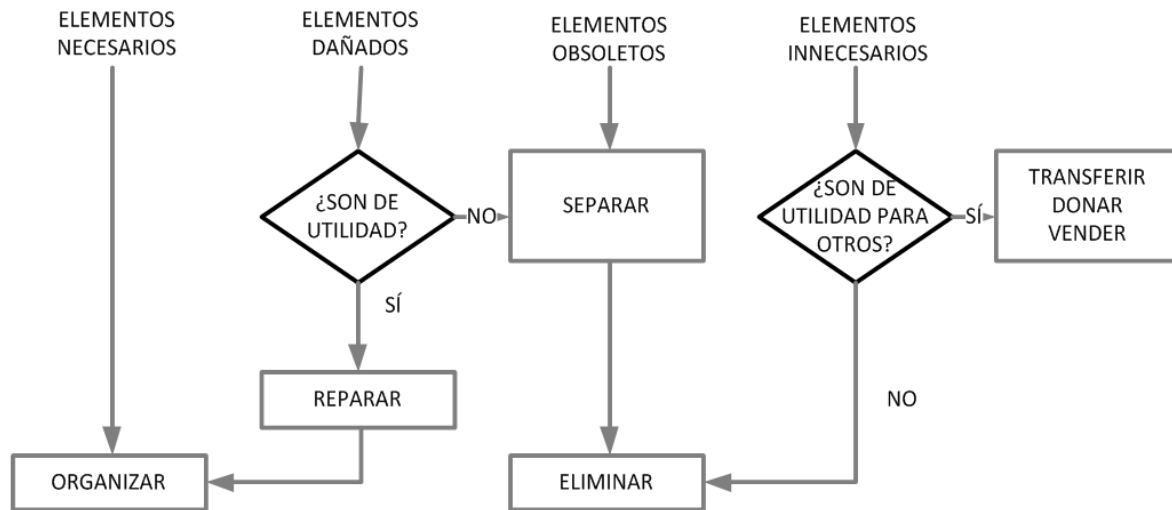 ELEMENTOS
NECESARIOS
ELEMENTOS
DAÑADOS
ELEMENTOS
OBSOLETOS
ELEMENTOS
INNECESARIOS
¿SON DE
UTILIDAD?
NO
SEPARAR
¿SON DE
UTILIDAD PARA
OTROS?
SÍ
TRANSFERIR
DONAR
VENDER
SÍ
REPARAR
NO
ORGANIZAR
ELIMINAR